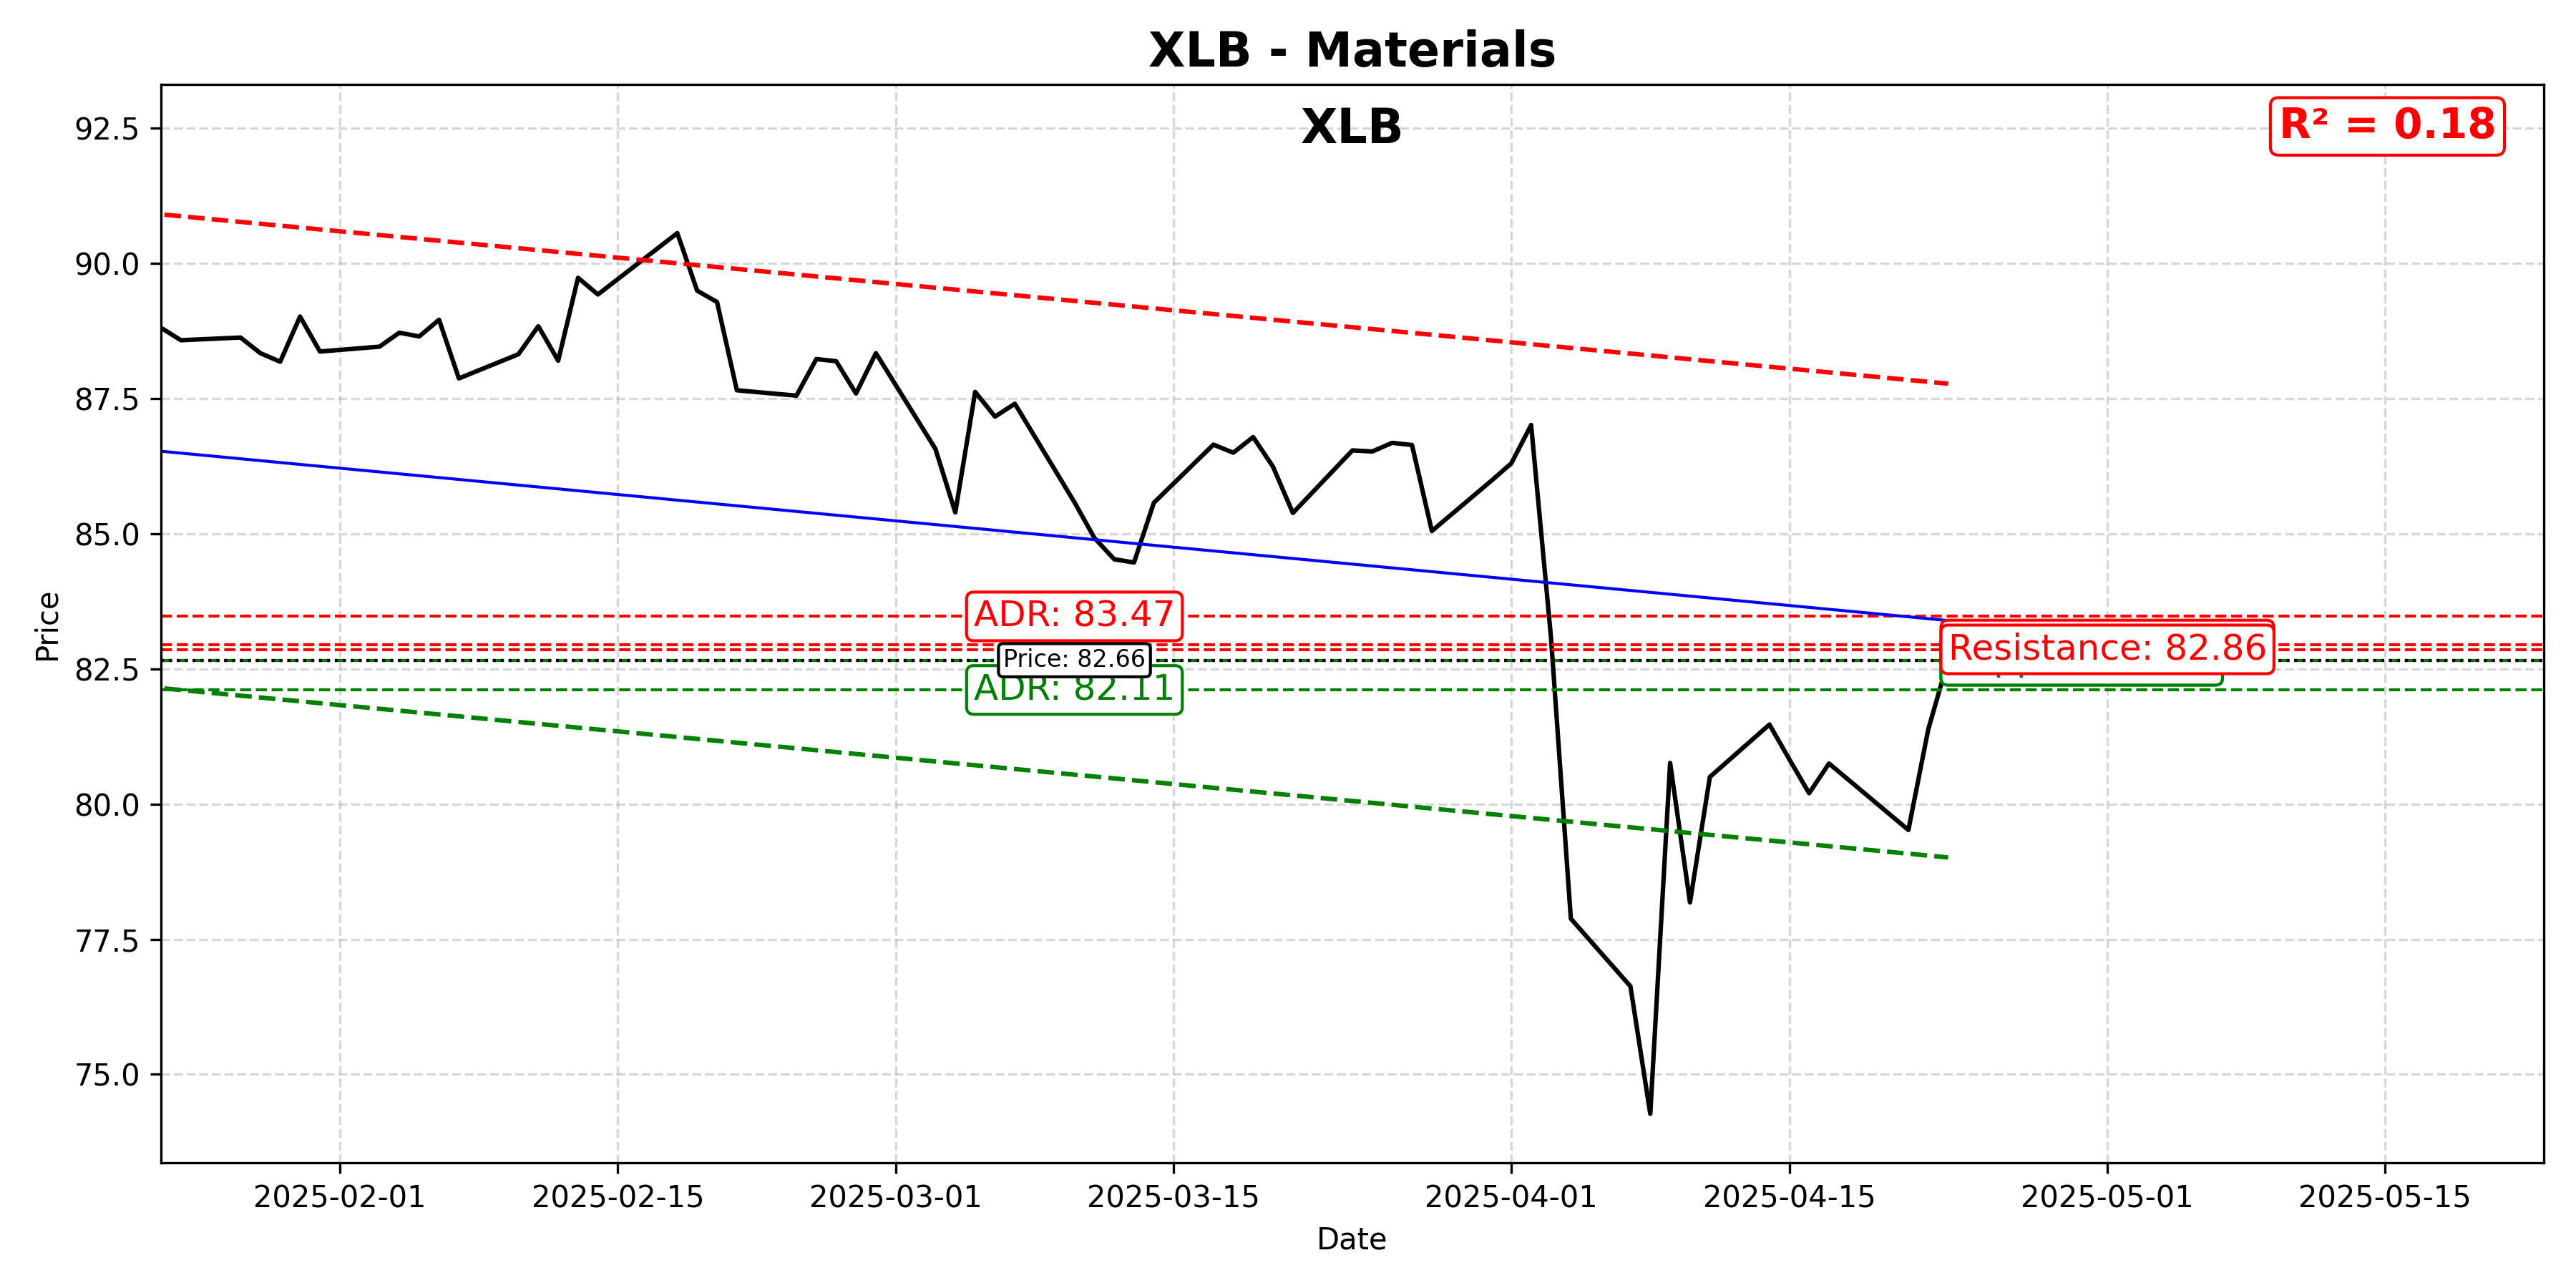 XLB - Materials
XLB
R² = 0.18
92.5
90.0
87.5
85.0
82.5
80.0
77.5
75.0
Price
ADR: 83.47
Price: 82.66
ADR: 82.11
Resistance: 82.86
2025-02-01
2025-02-15
2025-03-01
2025-03-15
2025-04-01
2025-04-15
2025-05-01
2025-05-15
Date